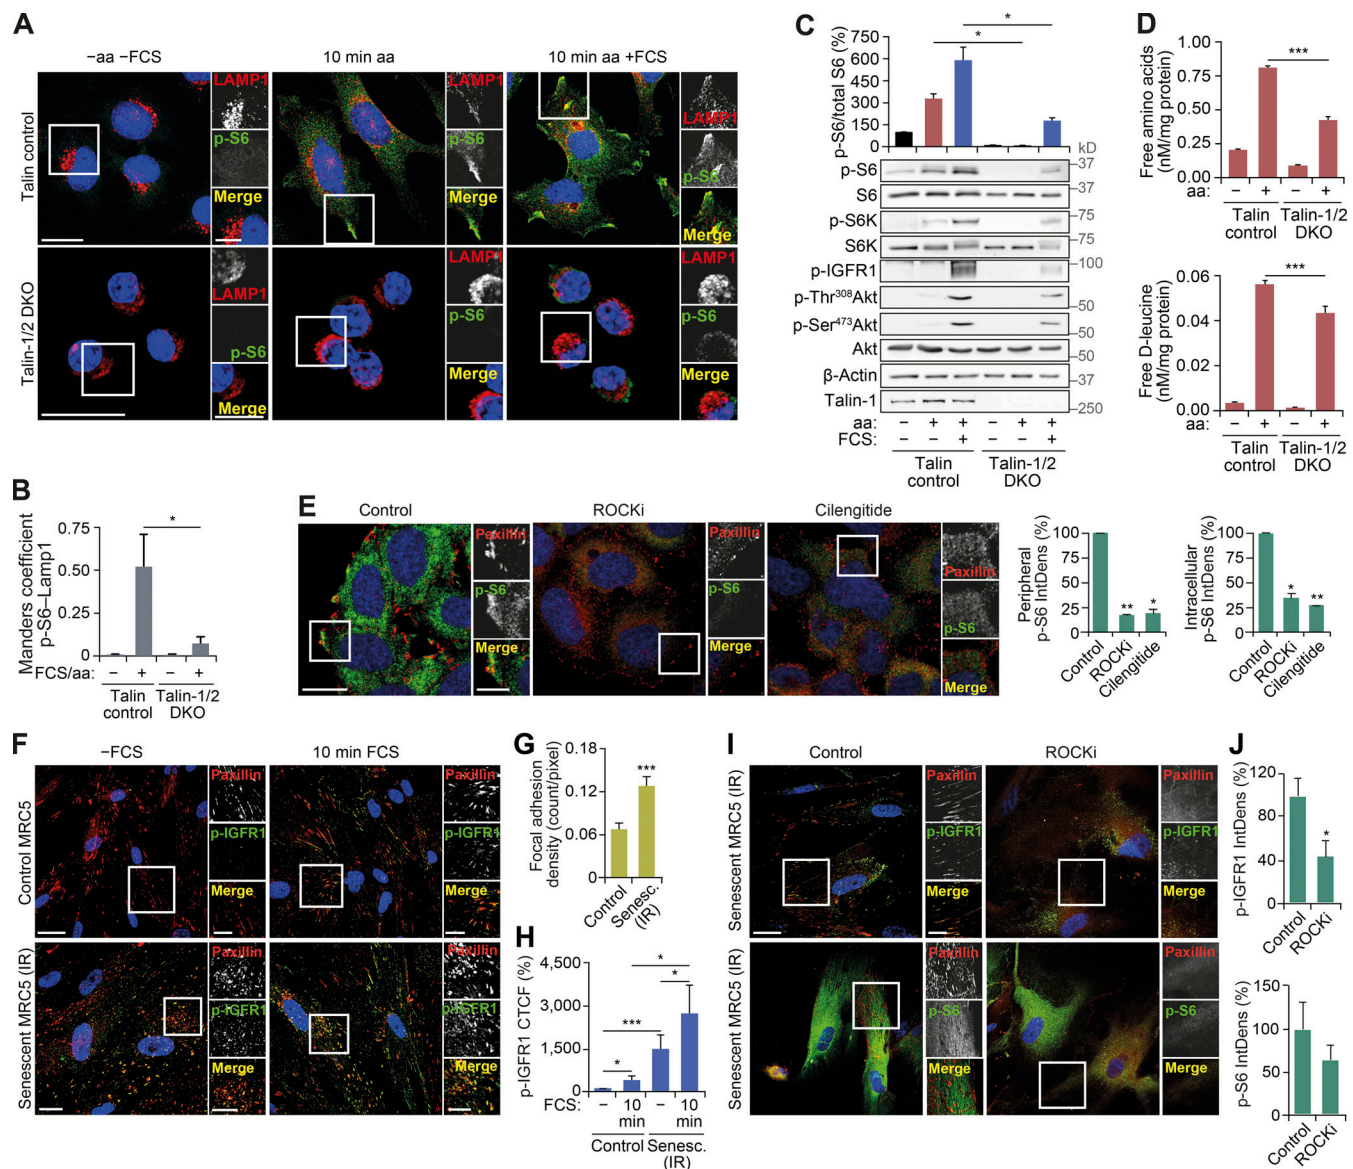 A
−aa −FCS
10 min aa
10 min aa +FCS
Talin control
LAMP1
p-S6
Merge
LAMP1
p-S6
Merge
LAMP1
p-S6
Merge
Talin-1/2 DKO
LAMP1
p-S6
Merge
LAMP1
p-S6
Merge
LAMP1
p-S6
Merge
B
Manders coefficient
p-S6–Lamp1
0.75
0.50
0.25
0
*
FCS/aa: − + − +
Talin control
Talin-1/2 DKO
C
p-S6/total S6 (%)
750
600
450
300
150
0
*
*
kD
p-S6
37
S6
37
p-S6K
75
S6K
75
p-IGFR1
100
p-Thr308Akt
50
p-Ser473Akt
Akt
50
β-Actin
37
Talin-1
250
aa: − + + − + +
FCS: − − + − − +
Talin control
Talin-1/2 DKO
D
Free amino acids
(nM/mg protein)
1.00
0.75
0.50
0.25
0
***
aa: − + − +
Talin control
Talin-1/2 DKO
Free D-leucine
(nM/mg protein)
0.06
0.04
0.02
0.00
***
aa: − + − +
Talin control
Talin-1/2 DKO
E
Control
ROCKi
Cilengitide
Paxillin
p-S6
Merge
Paxillin
p-S6
Merge
Paxillin
p-S6
Merge
Peripheral
p-S6 IntDens (%)
100
75
50
25
0
**
*
Control
ROCKi
Cilengitide
Intracellular
p-S6 IntDens (%)
100
75
50
25
0
*
**
Control
ROCKi
Cilengitide
F
−FCS
10 min FCS
Control MRC5
Paxillin
p-IGFR1
Merge
Paxillin
p-IGFR1
Merge
Senescent MRC5 (IR)
Paxillin
p-IGFR1
Merge
Paxillin
p-IGFR1
Merge
G
Focal adhesion
density (count/pixel)
0.18
0.12
0.06
0
***
Control
Senesc.
(IR)
H
p-IGFR1 CTCF (%)
4,500
3,000
1,500
0
*
***
*
*
FCS: − 10 min − 10 min
Control
Senesc.
(IR)
I
Control
ROCKi
Senescent MRC5 (IR)
Paxillin
p-IGFR1
Merge
Paxillin
p-IGFR1
Merge
Senescent MRC5 (IR)
Paxillin
p-S6
Merge
Paxillin
p-S6
Merge
J
p-IGFR1 IntDens (%)
120
80
40
0
*
Control
ROCKi
p-S6 IntDens (%)
150
100
50
0
Control
ROCKi